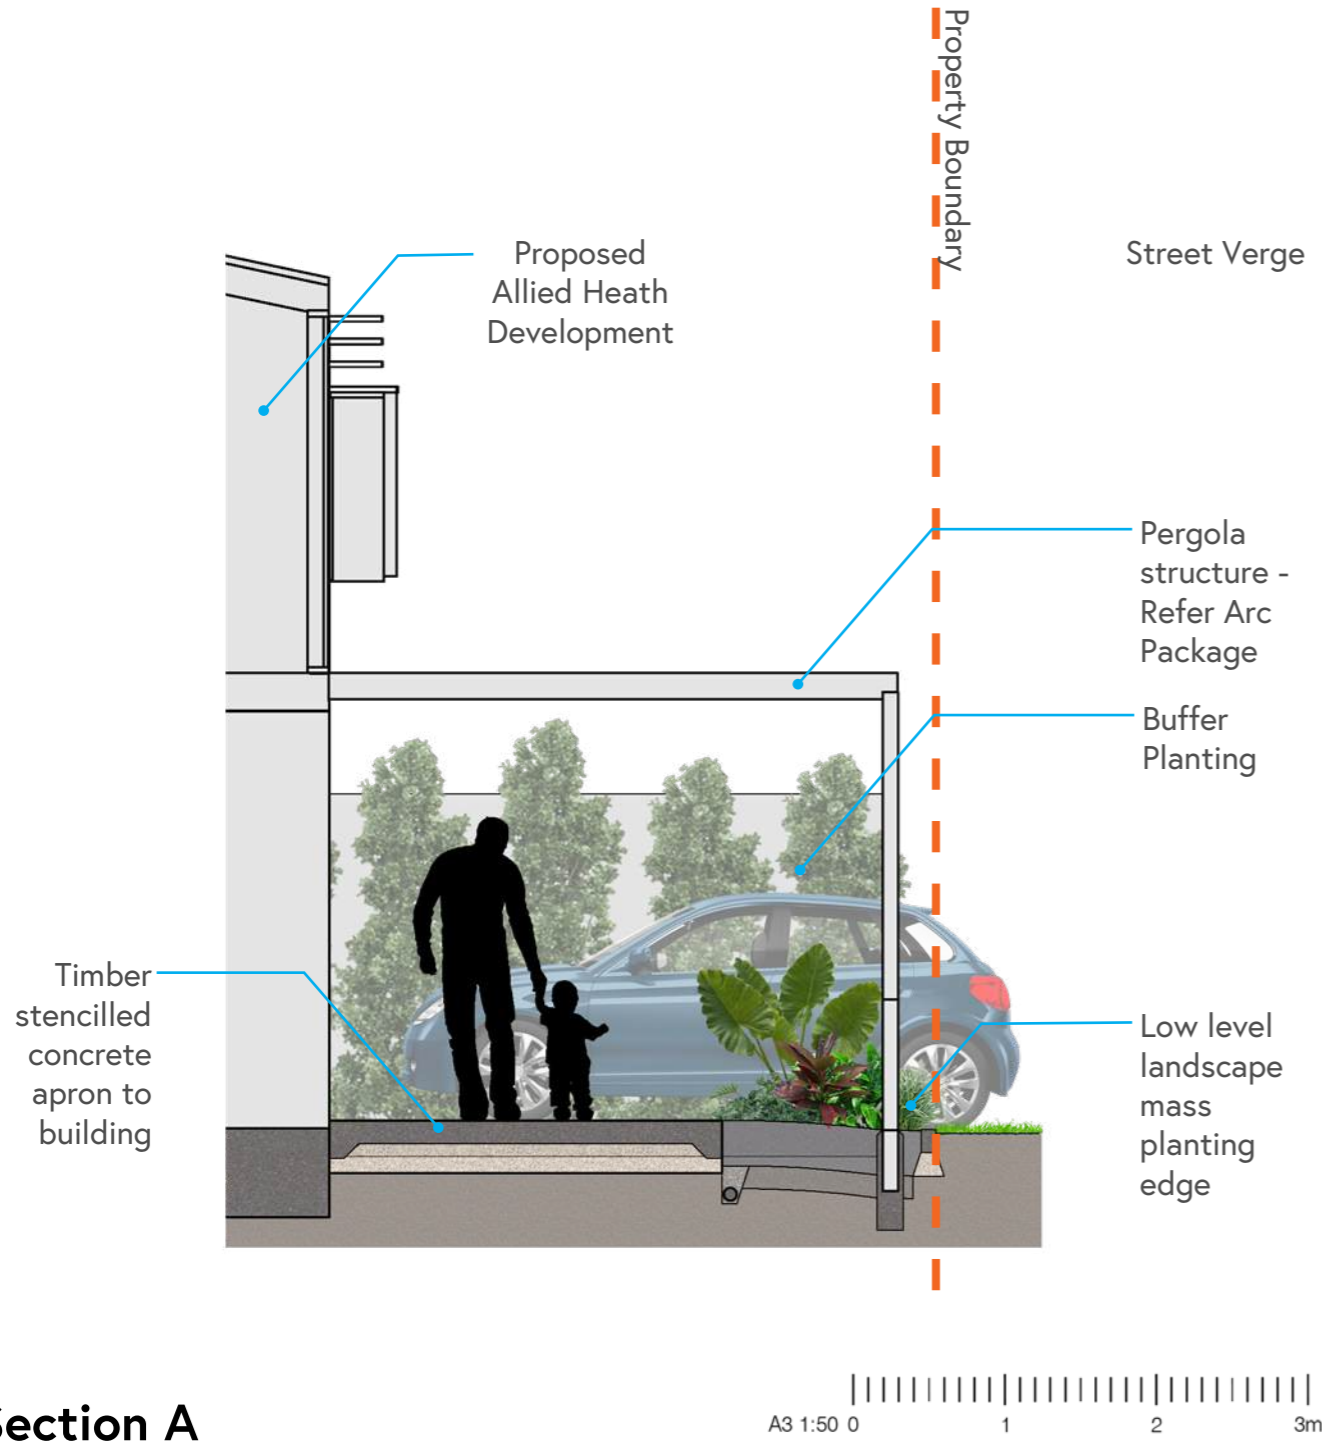 Property Boundary
Proposed
Allied Heath
Development
Street Verge
Pergola
structure -
Refer Arc
Package
Buffer
Planting
Timber
stencilled
concrete
apron to
building
Low level
landscape
mass
planting
edge
Section A
A3 1:50 0 1 2 3m